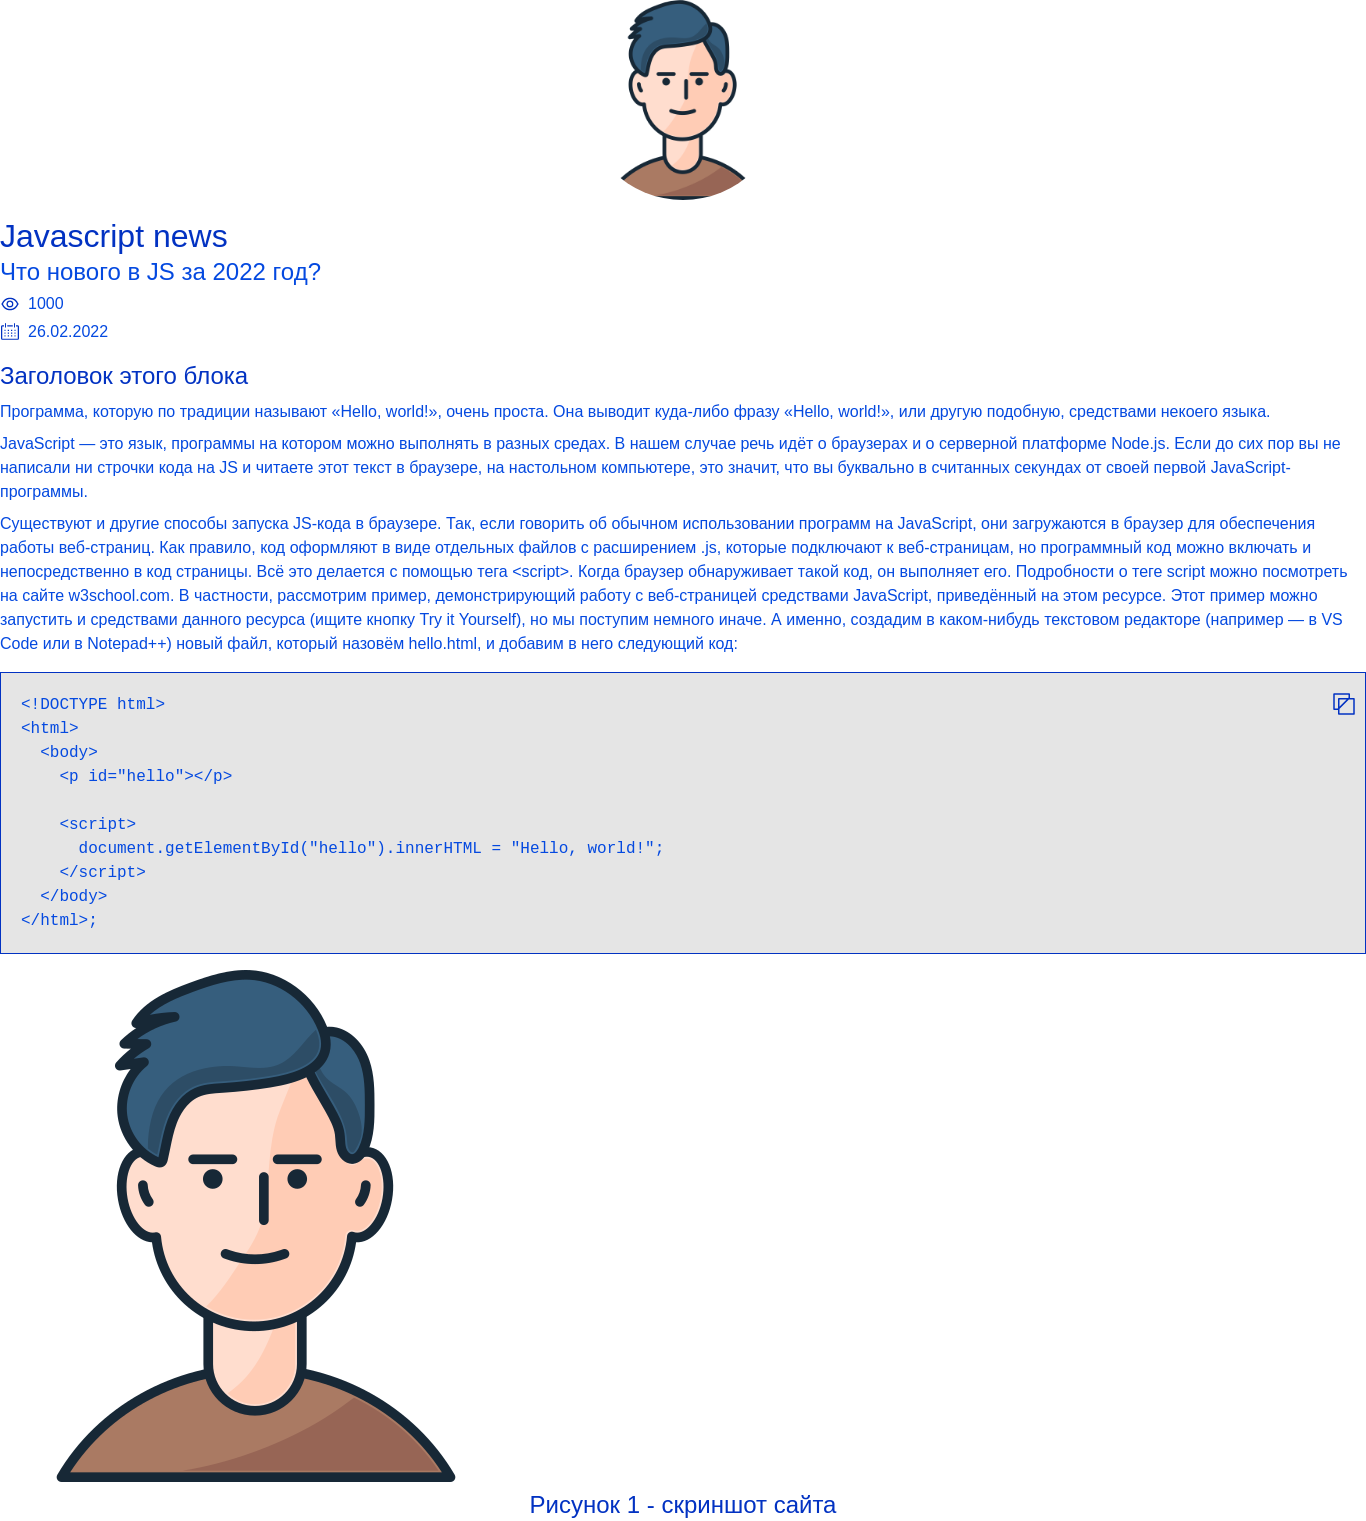 Javascript news
Что нового в JS за 2022 год?
1000
26.02.2022
Заголовок этого блока
Программа, которую по традиции называют «Hello, world!», очень проста. Она выводит куда-либо фразу «Hello, world!», или другую подобную, средствами некоего языка.
JavaScript — это язык, программы на котором можно выполнять в разных средах. В нашем случае речь идёт о браузерах и о серверной платформе Node.js. Если до сих пор вы не
написали ни строчки кода на JS и читаете этот текст в браузере, на настольном компьютере, это значит, что вы буквально в считанных секундах от своей первой JavaScript-
программы.
Существуют и другие способы запуска JS-кода в браузере. Так, если говорить об обычном использовании программ на JavaScript, они загружаются в браузер для обеспечения
работы веб-страниц. Как правило, код оформляют в виде отдельных файлов с расширением .js, которые подключают к веб-страницам, но программный код можно включать и
непосредственно в код страницы. Всё это делается с помощью тега <script>. Когда браузер обнаруживает такой код, он выполняет его. Подробности о теге script можно посмотреть
на сайте w3school.com. В частности, рассмотрим пример, демонстрирующий работу с веб-страницей средствами JavaScript, приведённый на этом ресурсе. Этот пример можно
запустить и средствами данного ресурса (ищите кнопку Try it Yourself), но мы поступим немного иначе. А именно, создадим в каком-нибудь текстовом редакторе (например — в VS
Code или в Notepad++) новый файл, который назовём hello.html, и добавим в него следующий код:
<!DOCTYPE html>
<html>
  <body>
    <p id="hello"></p>
    <script>
      document.getElementById("hello").innerHTML = "Hello, world!";
    </script>
  </body>
</html>;
Рисунок 1 - скриншот сайта